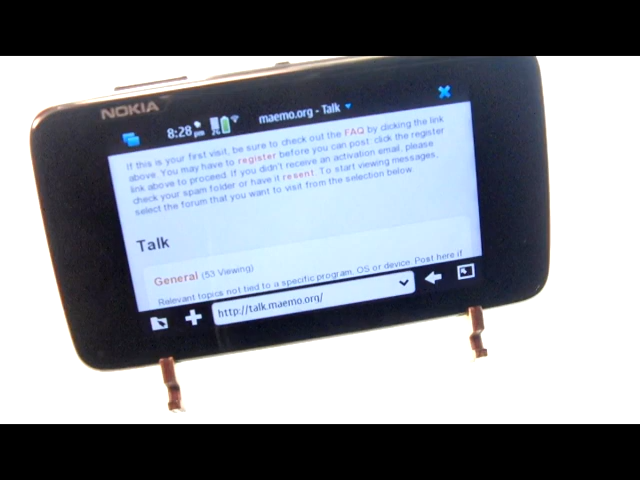 NOKIA
8:28 pm
maemo.org - Talk
If this is your first visit, be sure to check out the FAQ by clicking the link
above. You may have to register before you can post: click the register
link above to proceed. If you didn't receive an activation email, please
check your spam folder or have it resent. To start viewing messages,
select the forum that you want to visit from the selection below.
Talk
General (53 Viewing)
Relevant topics not tied to a specific program, OS or device. Post here if
http://talk.maemo.org/